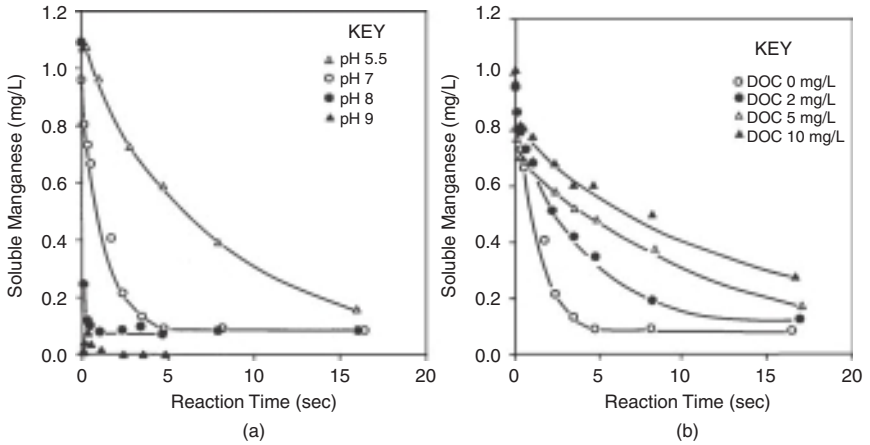 1.2
1.0
0.8
0.6
0.4
0.2
0.0
Soluble Manganese (mg/L)
KEY
pH 5.5
pH 7
pH 8
pH 9
0 5 10 15 20
Reaction Time (sec)
(a)
1.2
1.0
0.8
0.6
0.4
0.2
0.0
Soluble Manganese (mg/L)
KEY
DOC 0 mg/L
DOC 2 mg/L
DOC 5 mg/L
DOC 10 mg/L
0 5 10 15 20
Reaction Time (sec)
(b)